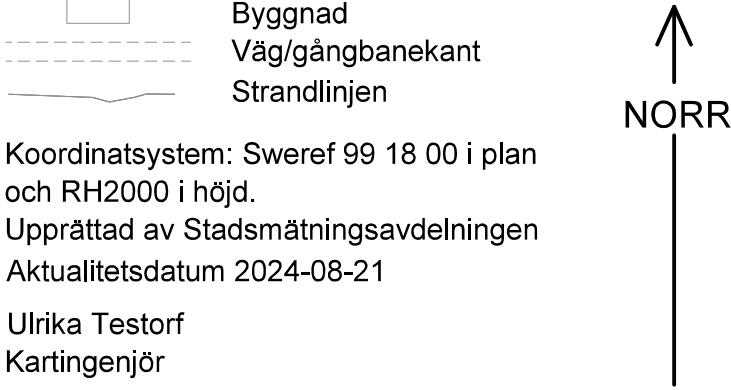 Byggnad
Väg/gångbanekant
Strandlinjen
NORR
Koordinatsystem: Sweref 99 18 00 i plan
och RH2000 i höjd.
Upprättad av Stadsmätningsavdelningen
Aktualitetsdatum 2024-08-21
Ulrika Testorf
Kartingenjör